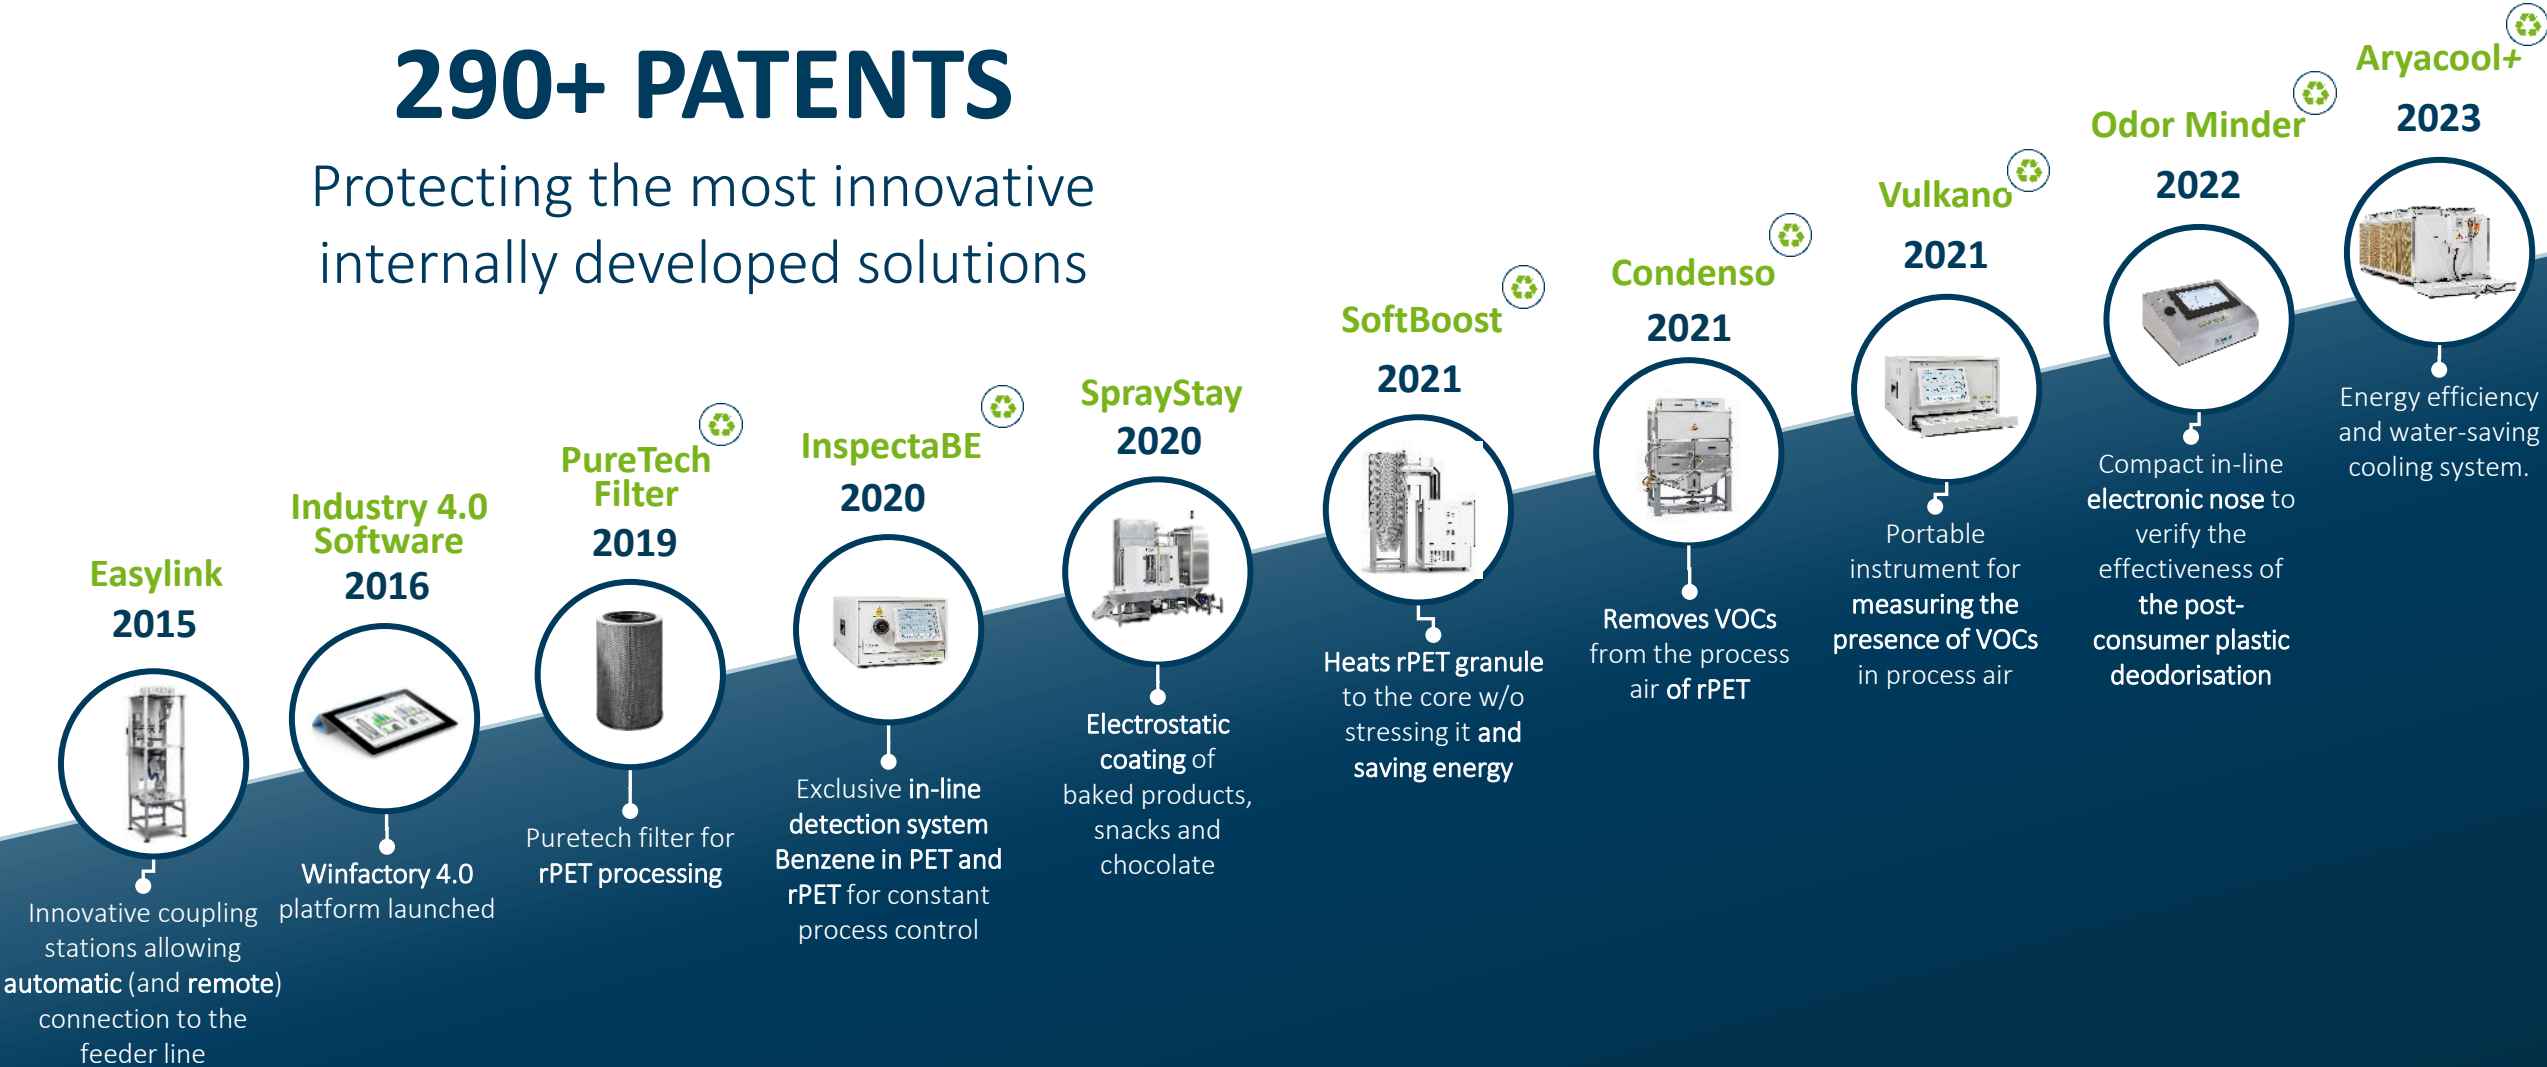 290+ PATENTS
Protecting the most innovative
internally developed solutions
Easylink
2015
Innovative coupling
stations allowing
automatic (and remote)
connection to the
feeder line
Industry 4.0
Software
2016
Winfactory 4.0
platform launched
PureTech
Filter
2019
Puretech filter for
rPET processing
InspectaBE
2020
Exclusive in-line
detection system
Benzene in PET and
rPET for constant
process control
SprayStay
2020
Electrostatic
coating of
baked products,
snacks and
chocolate
SoftBoost
2021
Heats rPET granule
to the core w/o
stressing it and
saving energy
Condenso
2021
Removes VOCs
from the process
air of rPET
Vulkano
2021
Portable
instrument for
measuring the
presence of VOCs
in process air
Odor Minder
2022
Compact in-line
electronic nose to
verify the
effectiveness of
the post-
consumer plastic
deodorisation
Aryacool+
2023
Energy efficiency
and water-saving
cooling system.